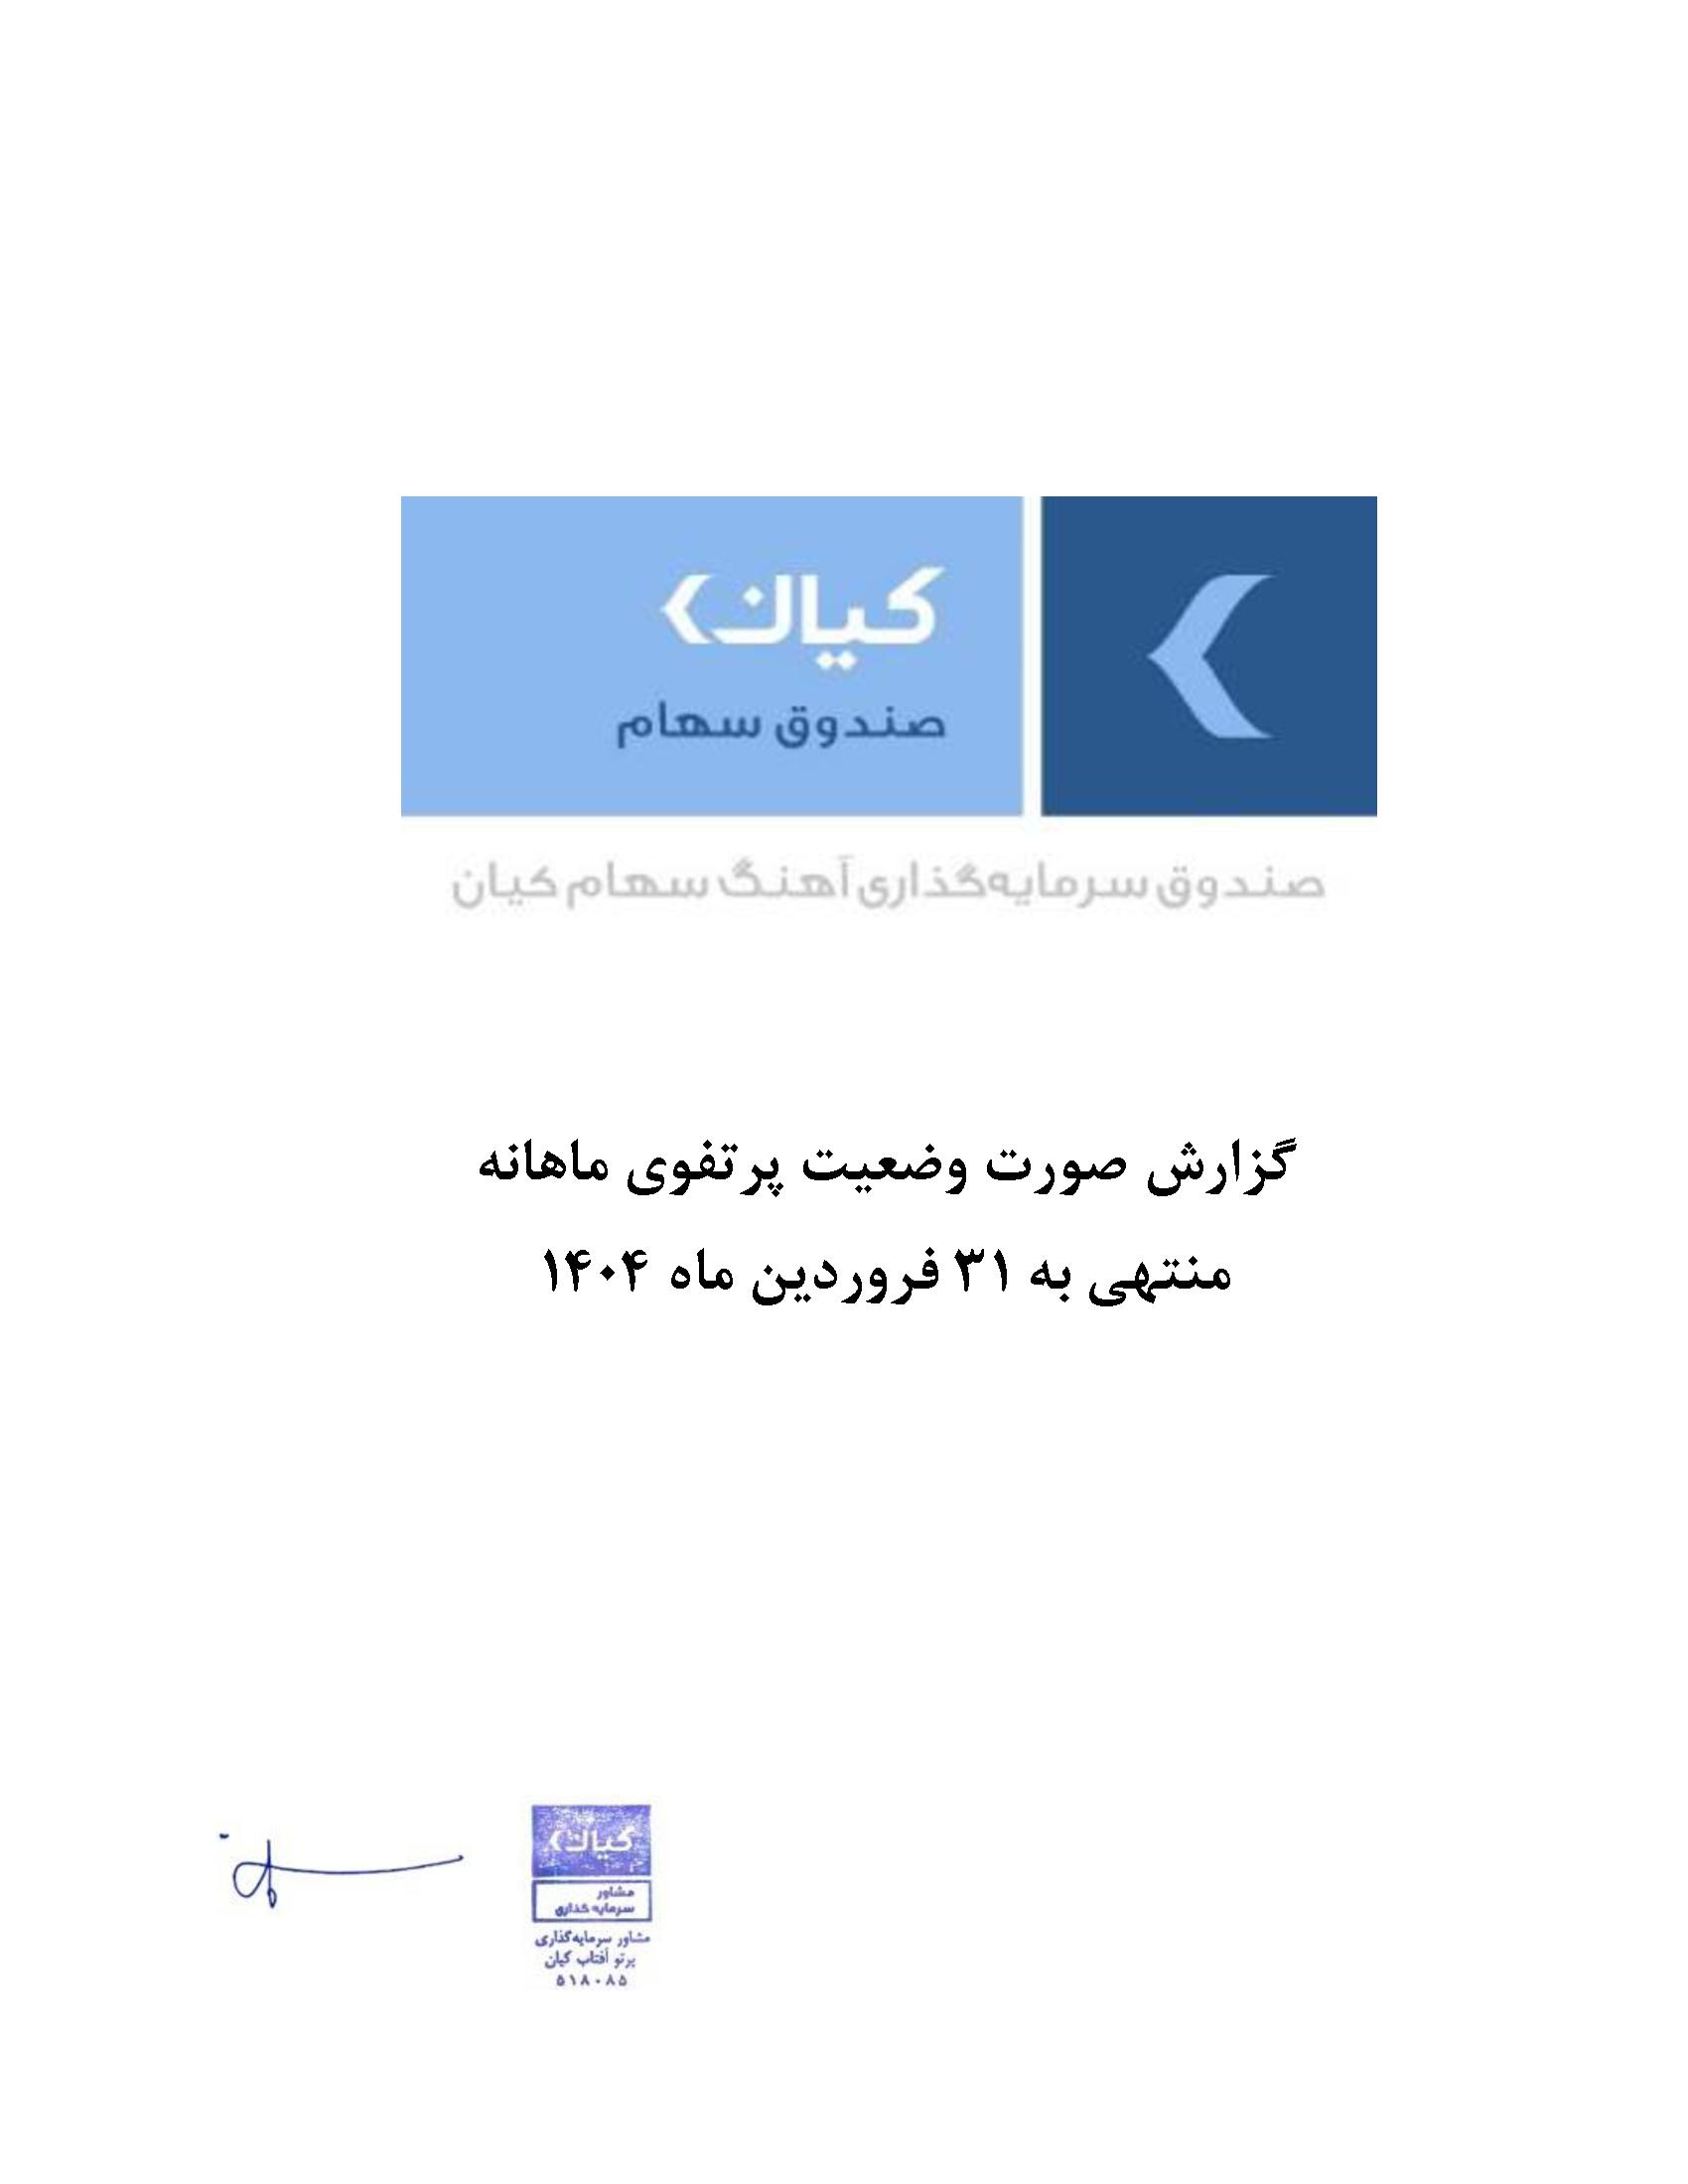 کیان
صندوق سهام
صندوق سرمایه‌گذاری آهنگ سهام کیان
گزارش صورت وضعیت پرتفوی ماهانه
منتهی به ۳۱ فروردین ماه ۱۴۰۴
کیان
مشاور
سرمایه گذاری
مشاور سرمایه‌گذاری
پرتو آفتاب کیان
۵۱۸۰۸۵